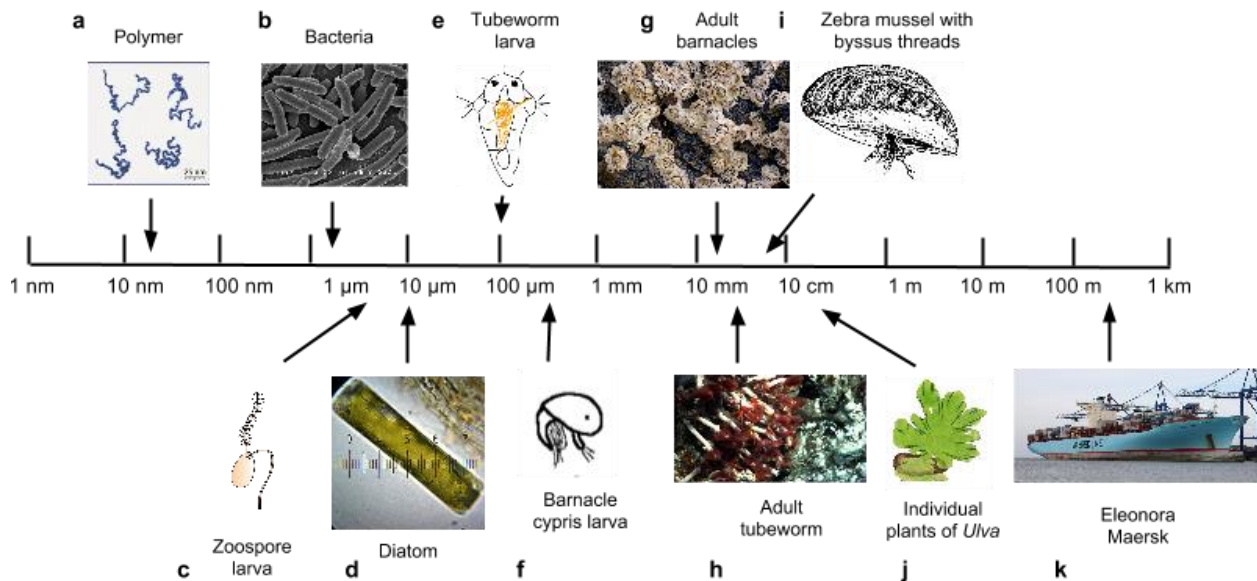 a
Polymer
25 nm
b
Bacteria
e
Tubeworm
larva
g
Adult
barnacles
i
Zebra mussel with
byssus threads
1 nm
10 nm
100 nm
1 µm
10 µm
100 µm
1 mm
10 mm
10 cm
1 m
10 m
100 m
1 km
c
Zoospore
larva
d
Diatom
f
Barnacle
cypris larva
h
Adult
tubeworm
j
Individual
plants of Ulva
k
Eleonora
Maersk